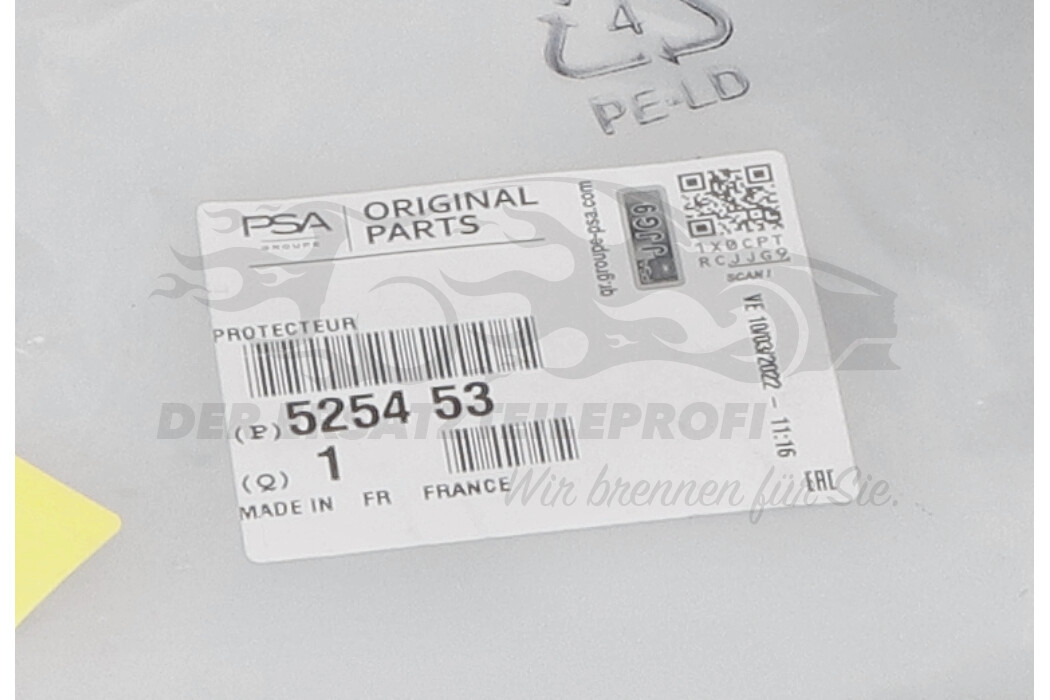 4
PE-LD
PSA
GROUPE
ORIGINAL
PARTS
qr.groupe-psa.com
JJG9
1X0CPT
RCJJG9
SCAN!
VE 10/03/2022 - 11:16
PROTECTEUR
(P) 5254 53
(Q) 1
MADE IN FR FRANCE
EAC
DER ERSATZTEILEPROFI
Wir brennen für Sie.